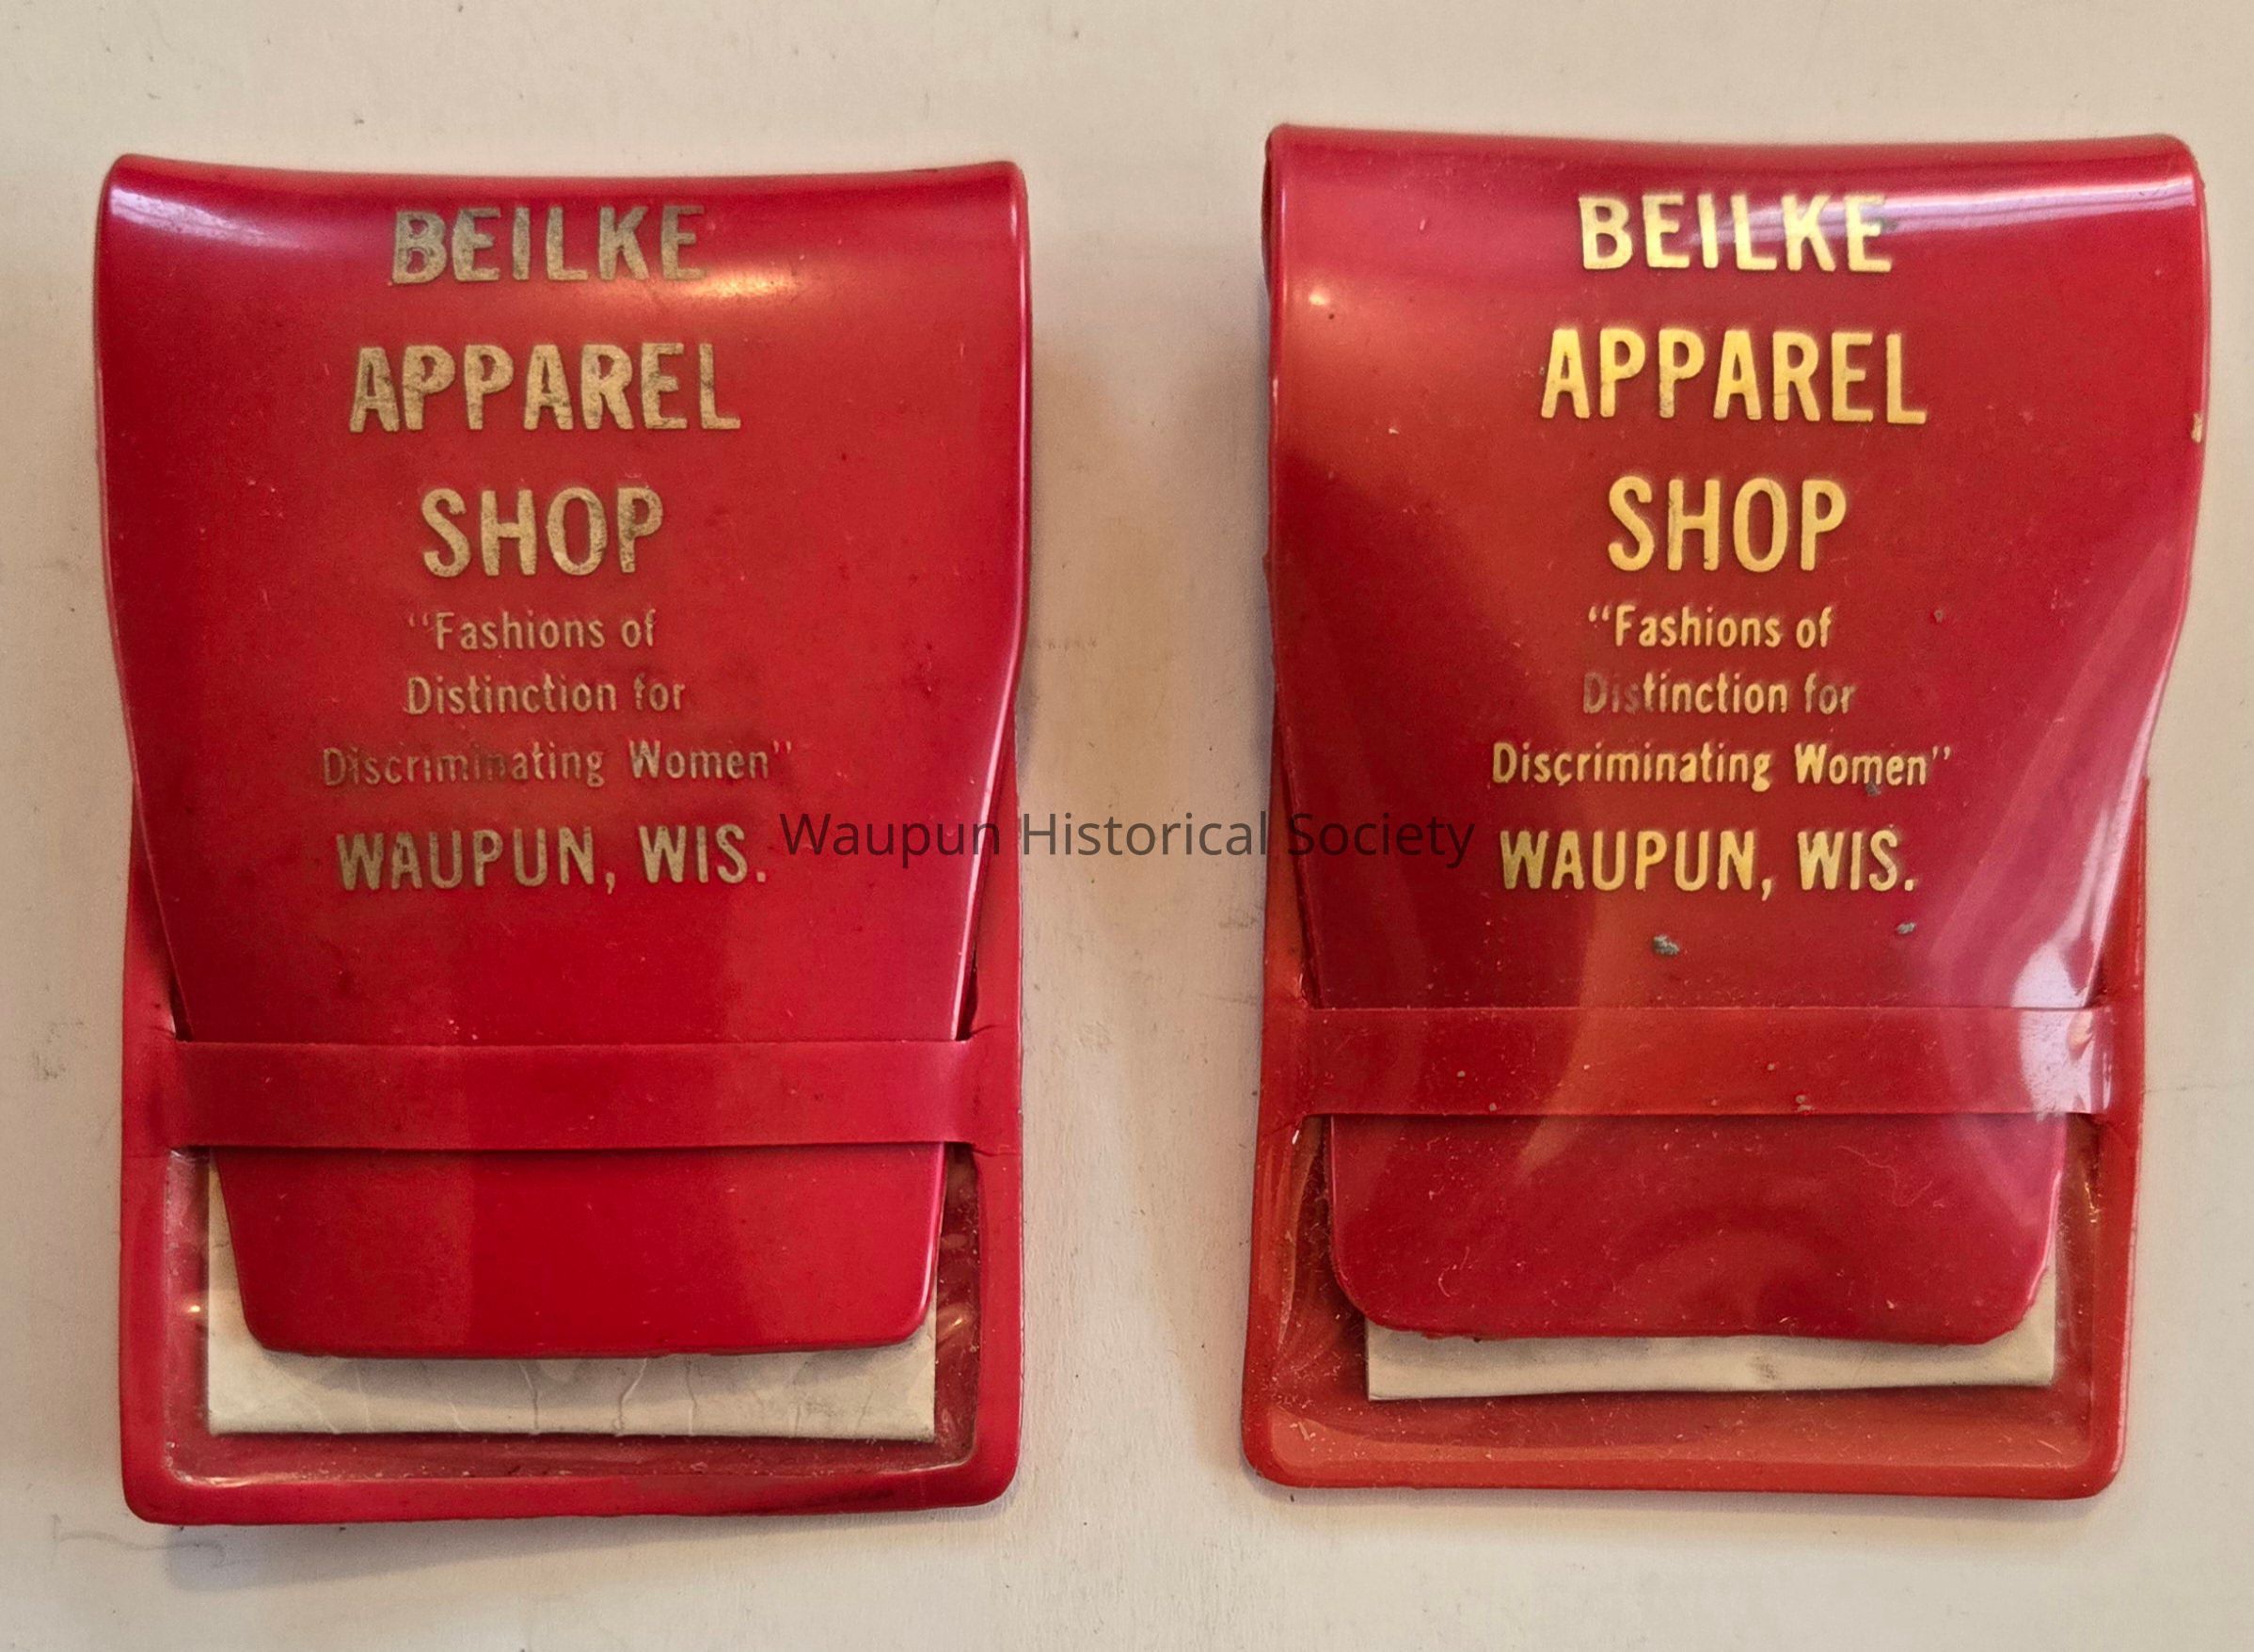 BEILKE
APPAREL
SHOP
"Fashions of
Distinction for
Discriminating Women"
WAUPUN, WIS.
BEILKE
APPAREL
SHOP
"Fashions of
Distinction for
Discriminating Women"
WAUPUN, WIS.
Waupun Historical Society